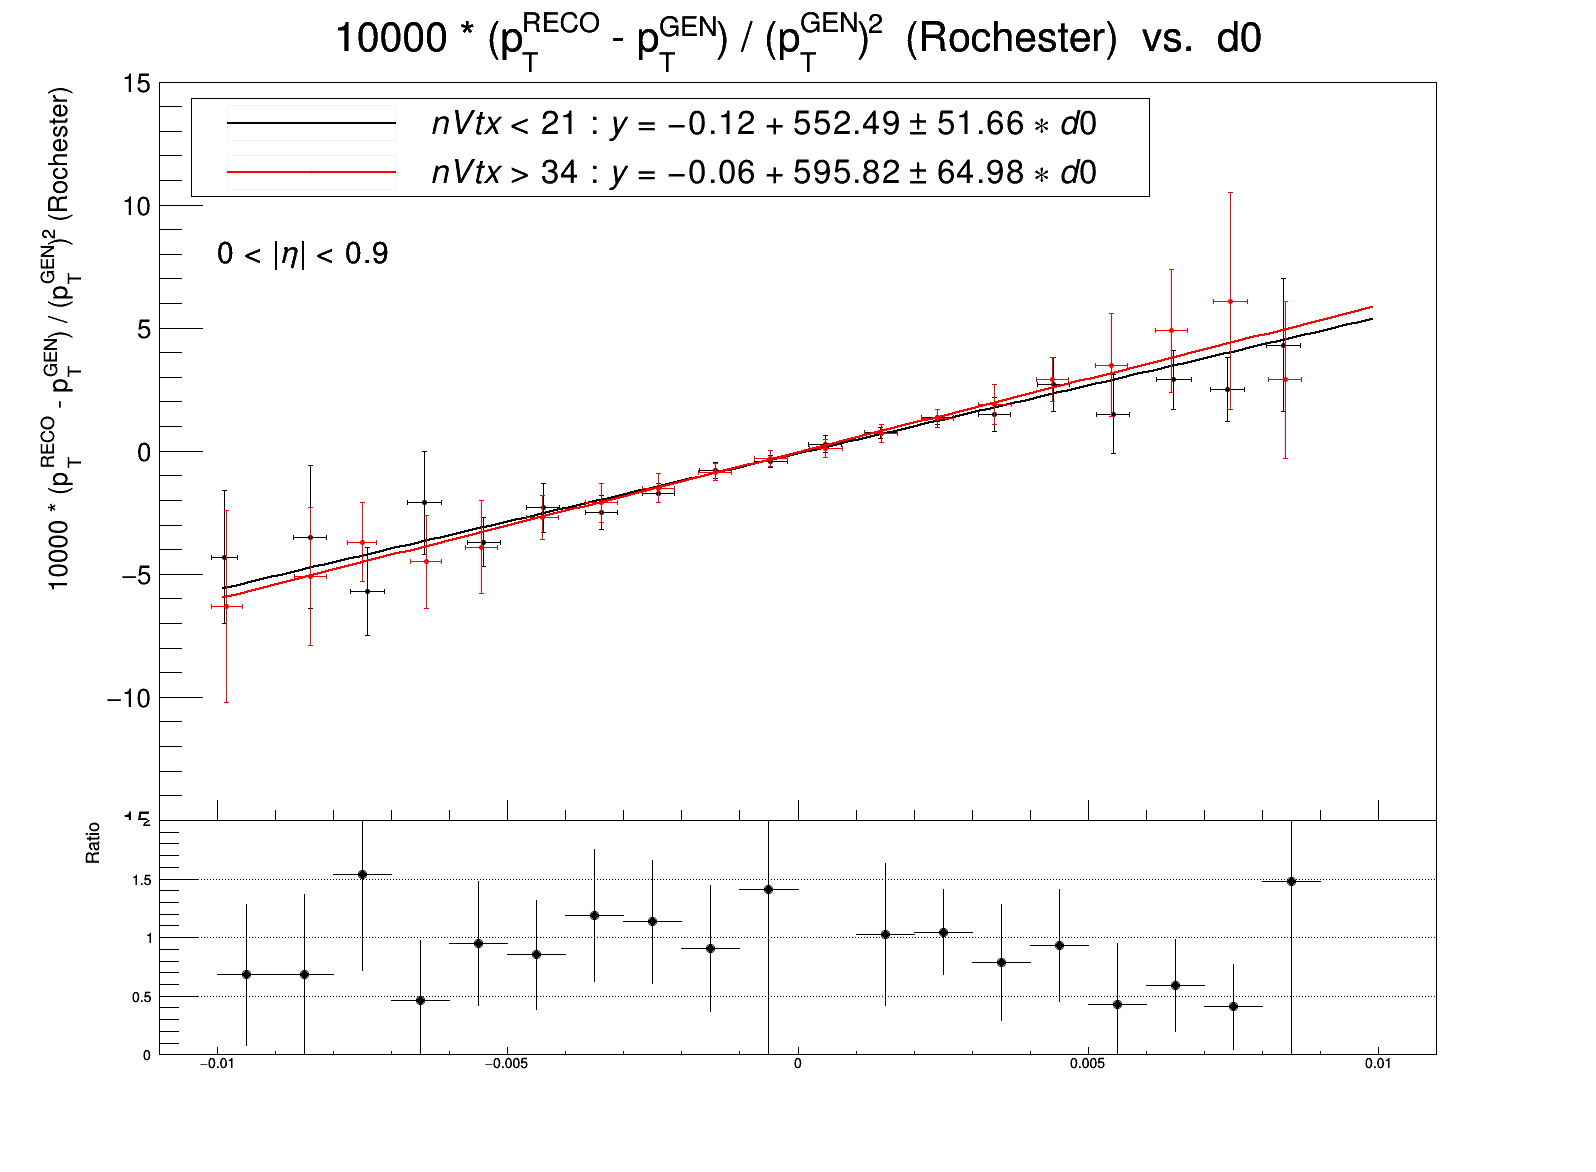 10000 * (p_T^RECO - p_T^GEN) / (p_T^GEN)^2 (Rochester) vs. d0
10000 * (p_T^RECO - p_T^GEN) / (p_T^GEN)^2 (Rochester)
nVtx < 21 : y = −0.12 + 552.49 ± 51.66 ∗ d0
nVtx > 34 : y = −0.06 + 595.82 ± 64.98 ∗ d0
0 < |η| < 0.9
15
10
5
0
−5
−10
Ratio
2
1.5
1
0.5
0
−0.01 −0.005 0 0.005 0.01